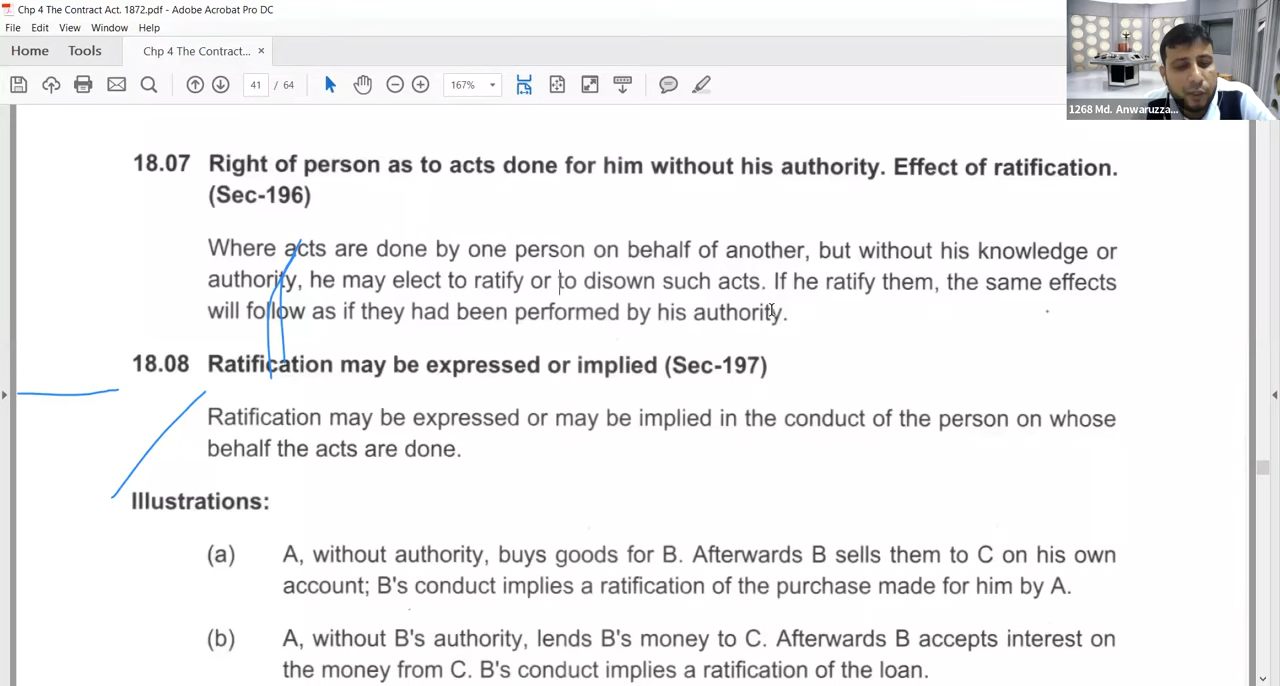 Chp 4 The Contract Act. 1872.pdf - Adobe Acrobat Pro DC
File Edit View Window Help
Home Tools Chp 4 The Contract... ×
41 / 64 167%
1268 Md. Anwaruzza...
18.07 Right of person as to acts done for him without his authority. Effect of ratification.
(Sec-196)
Where acts are done by one person on behalf of another, but without his knowledge or
authority, he may elect to ratify or to disown such acts. If he ratify them, the same effects
will follow as if they had been performed by his authority.
18.08 Ratification may be expressed or implied (Sec-197)
Ratification may be expressed or may be implied in the conduct of the person on whose
behalf the acts are done.
Illustrations:
(a) A, without authority, buys goods for B. Afterwards B sells them to C on his own
account; B's conduct implies a ratification of the purchase made for him by A.
(b) A, without B's authority, lends B's money to C. Afterwards B accepts interest on
the money from C. B's conduct implies a ratification of the loan.